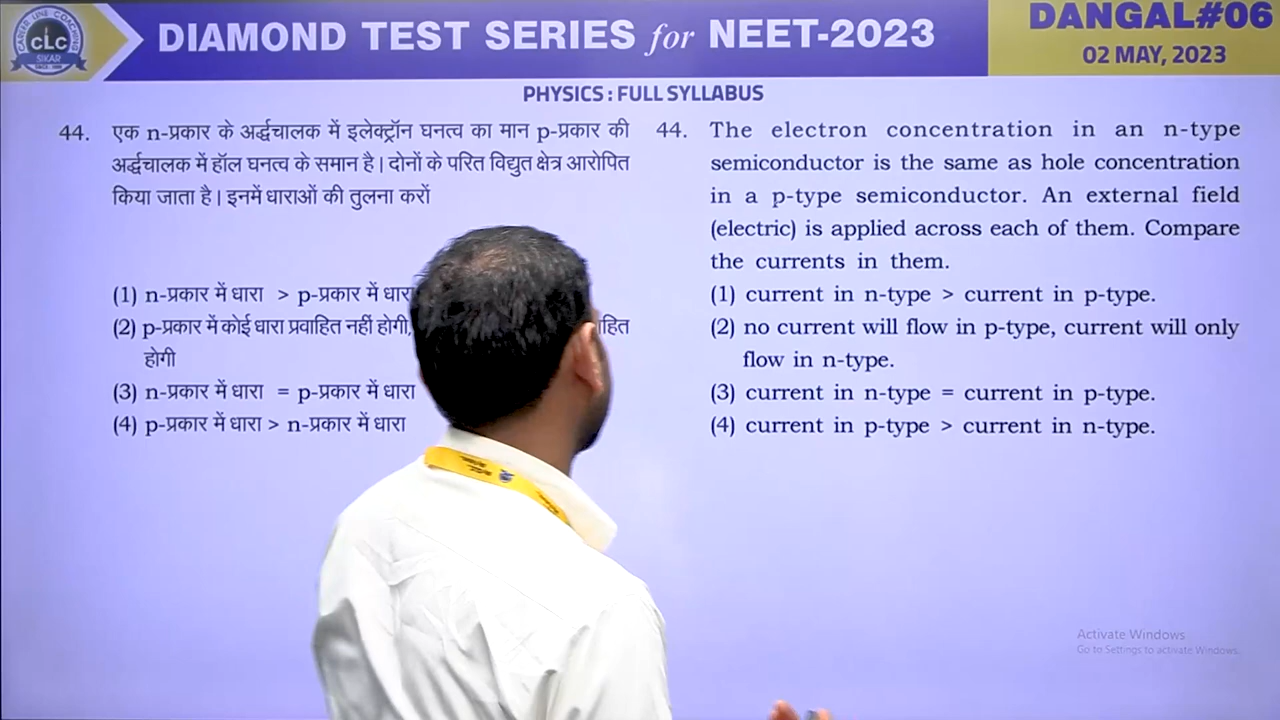 CAREER LINE COACHING
CLC
SIKAR
DIAMOND TEST SERIES for NEET-2023
DANGAL#06
02 MAY, 2023
PHYSICS : FULL SYLLABUS
44. एक n-प्रकार के अर्द्धचालक में इलेक्ट्रॉन घनत्व का मान p-प्रकार की
अर्द्धचालक में हॉल घनत्व के समान है | दोनों के परित विद्युत क्षेत्र आरोपित
किया जाता है | इनमें धाराओं की तुलना करों
(1) n-प्रकार में धारा > p-प्रकार में
(2) p-प्रकार में कोई धारा प्रवाहित नहीं होगी,
होगी
(3) n-प्रकार में धारा = p-प्रकार में धारा
(4) p-प्रकार में धारा > n-प्रकार में धारा
44. The electron concentration in an n-type
semiconductor is the same as hole concentration
in a p-type semiconductor. An external field
(electric) is applied across each of them. Compare
the currents in them.
(1) current in n-type > current in p-type.
(2) no current will flow in p-type, current will only
flow in n-type.
(3) current in n-type = current in p-type.
(4) current in p-type > current in n-type.
Activate Windows
Go to Settings to activate Windows.